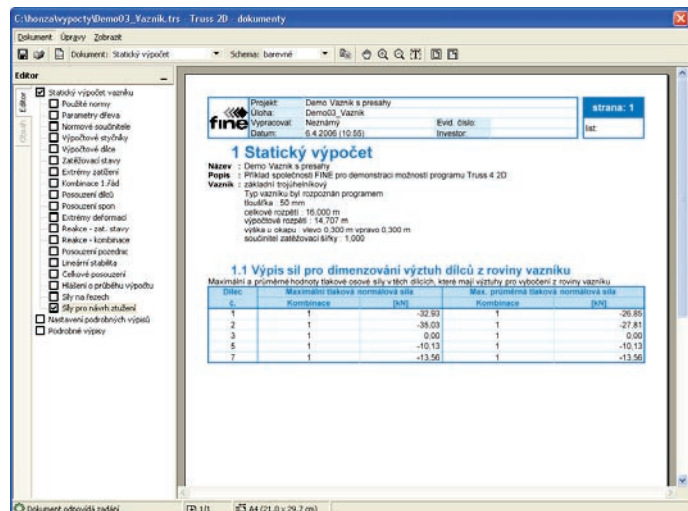 C:\honza\vypocty\Demo03_Vaznik.trs - Truss 2D - dokumenty
Dokument Úpravy Zobrazit
Dokument: Statický výpočet Schema: barevné
Editor
Editor
Obsah
Statický výpočet vazníku
Použité normy
Parametry dřeva
Normové součinitele
Výpočtové styčníky
Výpočtové dílce
Zatěžovací stavy
Extrémy zatížení
Kombinace 1.řád
Posouzení dílců
Posouzení spon
Extrémy deformací
Reakce - zat. stavy
Reakce - kombinace
Posouzení pozednic
Lineární stabilita
Celkové posouzení
Hlášení o průběhu výpočtu
Síly na řezech
Síly pro návrh ztužení
Nastavení podrobných výpisů
Podrobné výpisy
fine
Projekt: Demo Vazník s presahy
Úloha: Demo03_Vaznik
Vypracoval: Neznámý Evid. číslo:
Datum: 6.4.2006 (10:55) Investor:
strana: 1
list:
1 Statický výpočet
Název : Demo Vazník s presahy
Popis : Příklad společnosti FINE pro demonstraci možností programu Truss 4 2D
Vazník : základní trojúhelníkový
Typ vazníku byl rozpoznán programem
tloušťka : 50 mm
celkové rozpětí : 16,000 m
výpočtové rozpětí : 14,707 m
výška u okapu : vlevo 0,300 m vpravo 0,300 m
součinitel zatěžovací šířky : 1,000
1.1 Výpis sil pro dimenzování výztuh dílců z roviny vazníku
Maximální a průměrné hodnoty tlakové osové síly v těch dílcích, které mají výztuhy pro vybočení z roviny vazníku
Dílec Maximální tlaková normálová síla Max. průměrná tlaková normálová síla
č. Kombinace [kN] Kombinace [kN]
1 1 -32,93 1 -26,85
2 1 -35,03 1 -27,81
3 1 0,00 1 0,00
5 1 -10,13 1 -10,13
7 1 -13,56 1 -13,56
Dokument odpovídá zadání 1/1 A4 (21,0 x 29,7 cm)